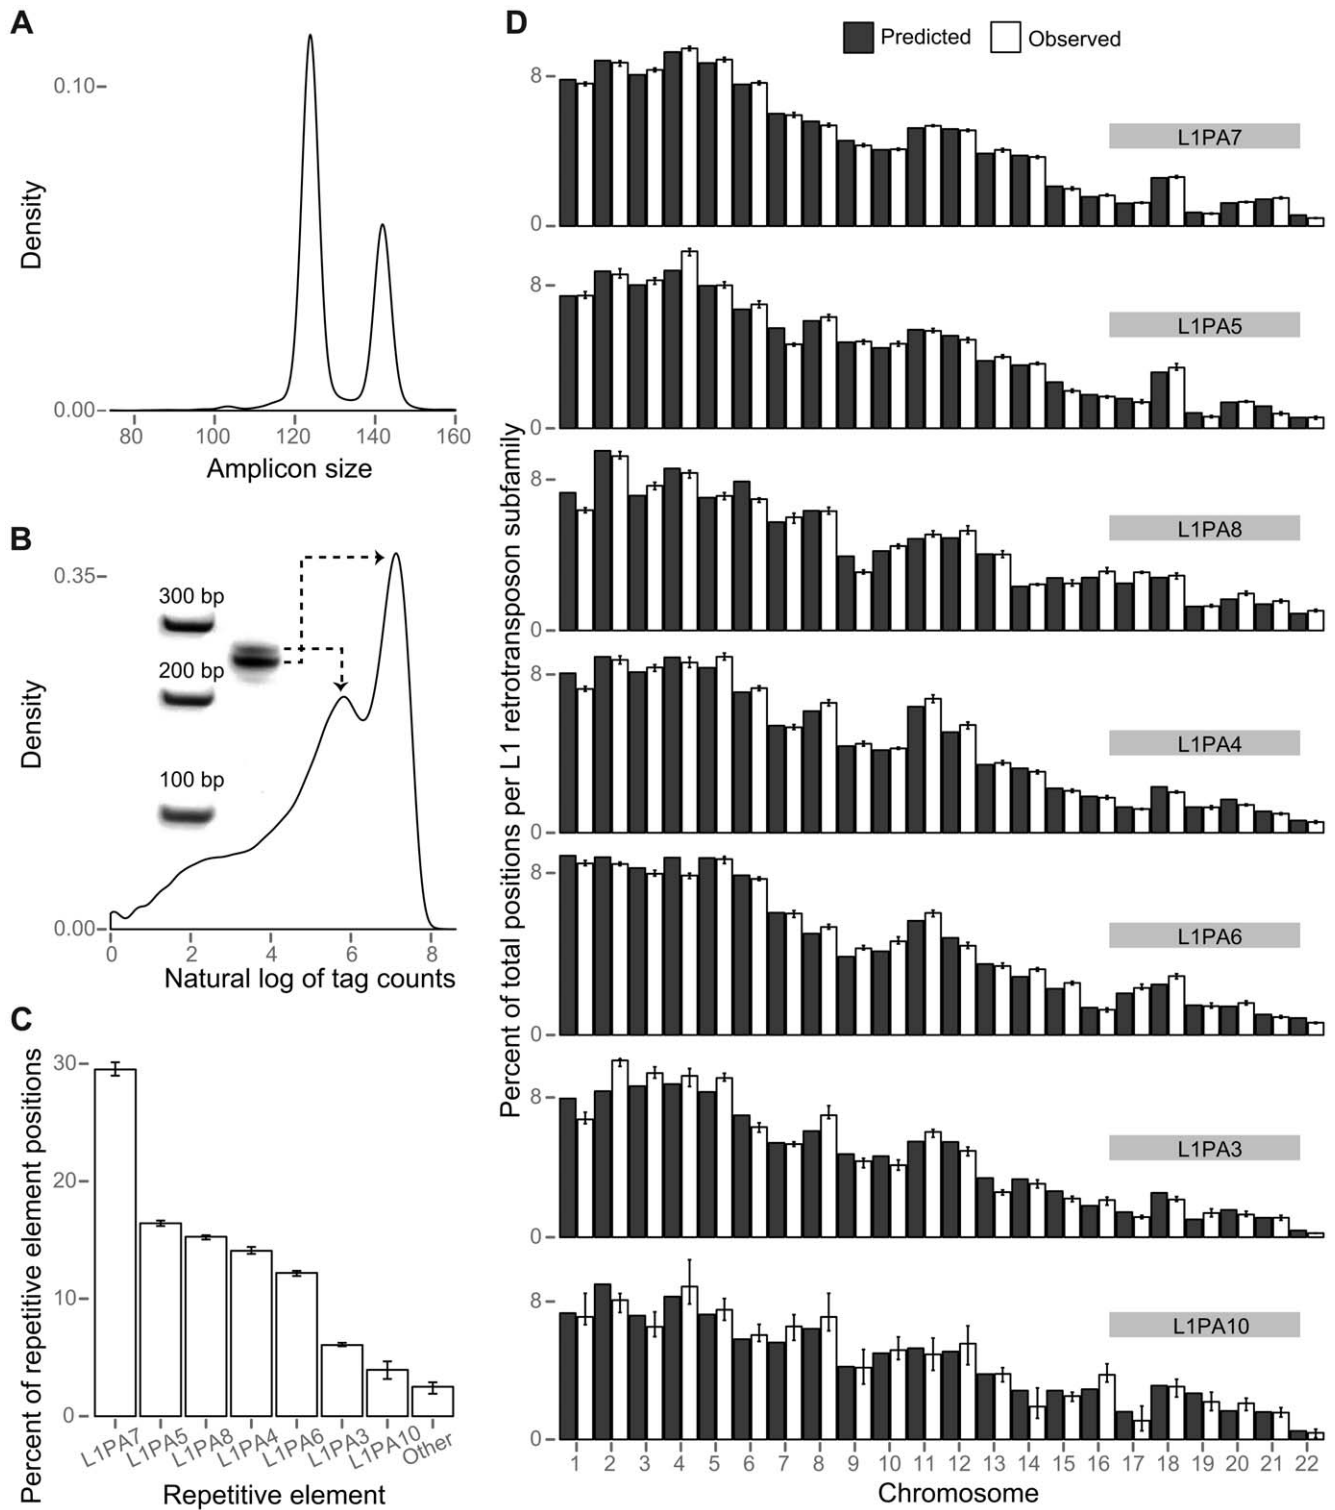 A
0.10
0.00
Density
80 100 120 140 160
Amplicon size
B
0.35
0.00
Density
300 bp
200 bp
100 bp
0 2 4 6 8
Natural log of tag counts
C
Percent of repetitive element positions
30
20
10
0
L1PA7 L1PA5 L1PA8 L1PA4 L1PA6 L1PA3 L1PA10 Other
Repetitive element
D
Predicted Observed
Percent of total positions per L1 retrotransposon subfamily
8
0
L1PA7
8
0
L1PA5
8
0
L1PA8
8
0
L1PA4
8
0
L1PA6
8
0
L1PA3
8
0
L1PA10
1 2 3 4 5 6 7 8 9 10 11 12 13 14 15 16 17 18 19 20 21 22
Chromosome